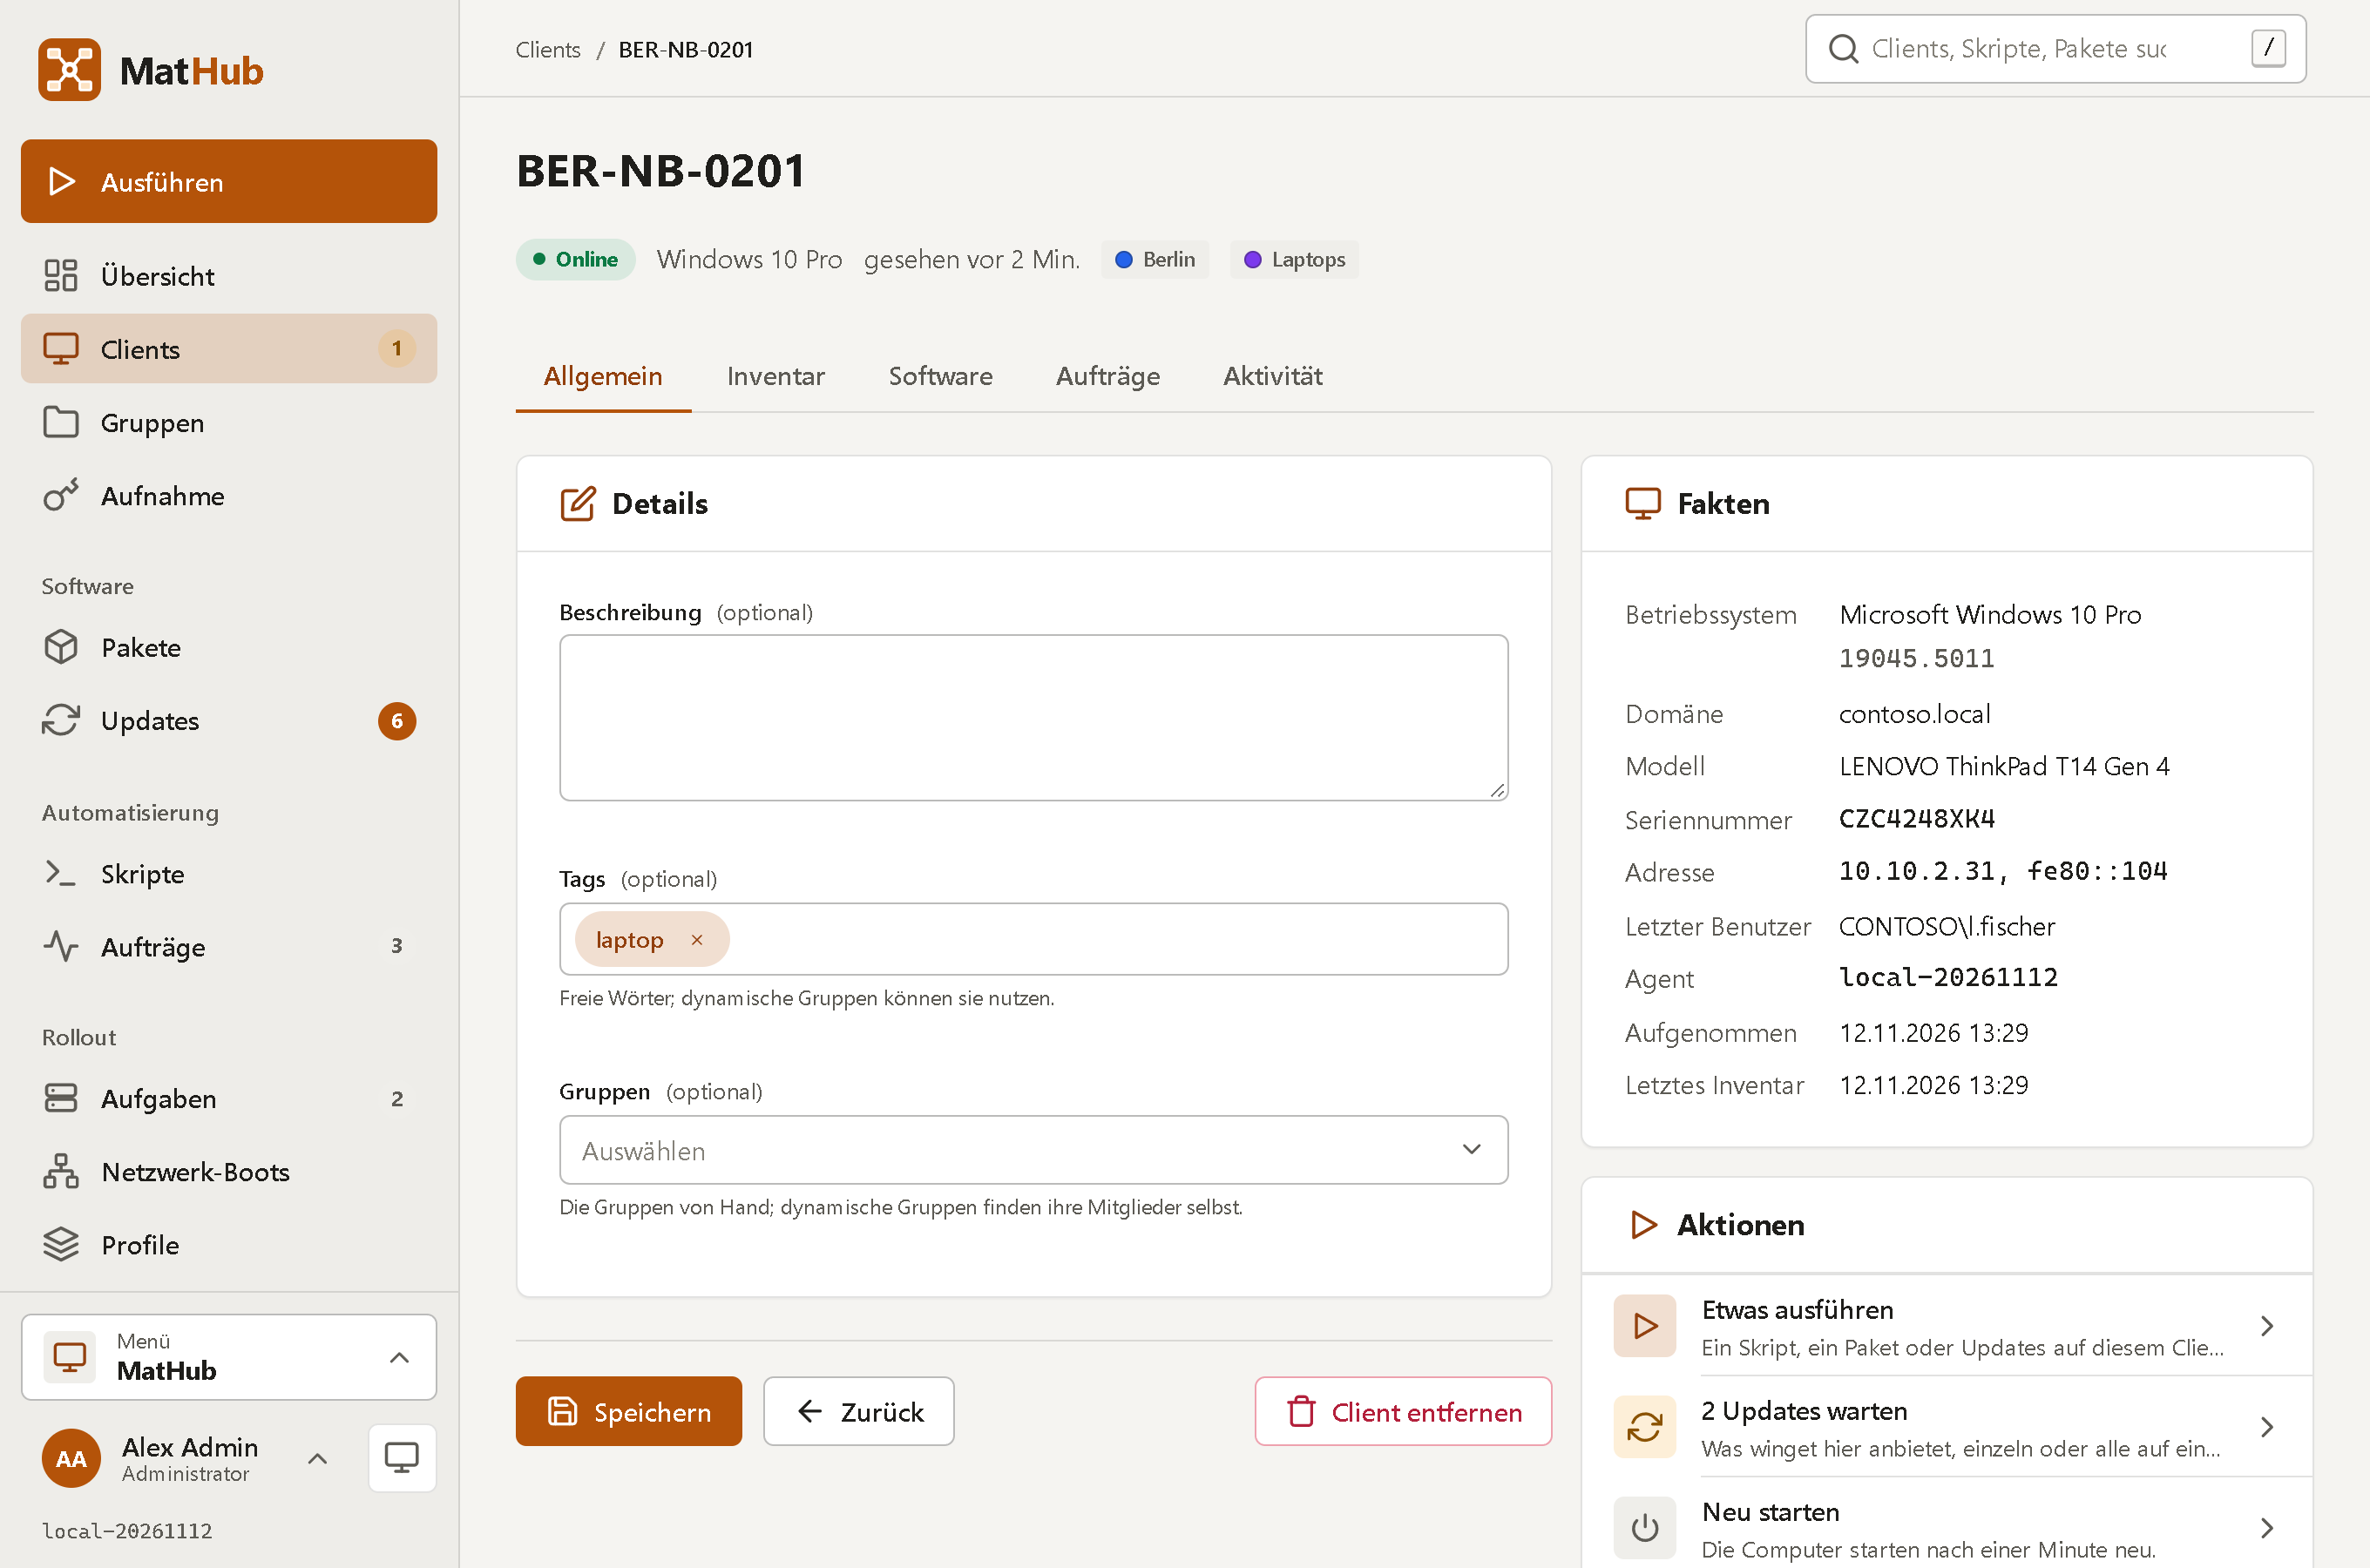 MatHub
Ausführen
Übersicht
Clients 1
Gruppen
Aufnahme
Software
Pakete
Updates 6
Automatisierung
Skripte
Aufträge 3
Rollout
Aufgaben 2
Netzwerk-Boots
Profile
Menü
MatHub
AA
Alex Admin
Administrator
local-20261112
Clients / BER-NB-0201
Clients, Skripte, Pakete suc /
BER-NB-0201
Online Windows 10 Pro gesehen vor 2 Min. Berlin Laptops
Allgemein Inventar Software Aufträge Aktivität
Details
Beschreibung (optional)
Tags (optional)
laptop ×
Freie Wörter; dynamische Gruppen können sie nutzen.
Gruppen (optional)
Auswählen
Die Gruppen von Hand; dynamische Gruppen finden ihre Mitglieder selbst.
Speichern Zurück Client entfernen
Fakten
Betriebssystem Microsoft Windows 10 Pro
19045.5011
Domäne contoso.local
Modell LENOVO ThinkPad T14 Gen 4
Seriennummer CZC4248XK4
Adresse 10.10.2.31, fe80::104
Letzter Benutzer CONTOSO\l.fischer
Agent local-20261112
Aufgenommen 12.11.2026 13:29
Letztes Inventar 12.11.2026 13:29
Aktionen
Etwas ausführen
Ein Skript, ein Paket oder Updates auf diesem Clie...
2 Updates warten
Was winget hier anbietet, einzeln oder alle auf ein...
Neu starten
Die Computer starten nach einer Minute neu.